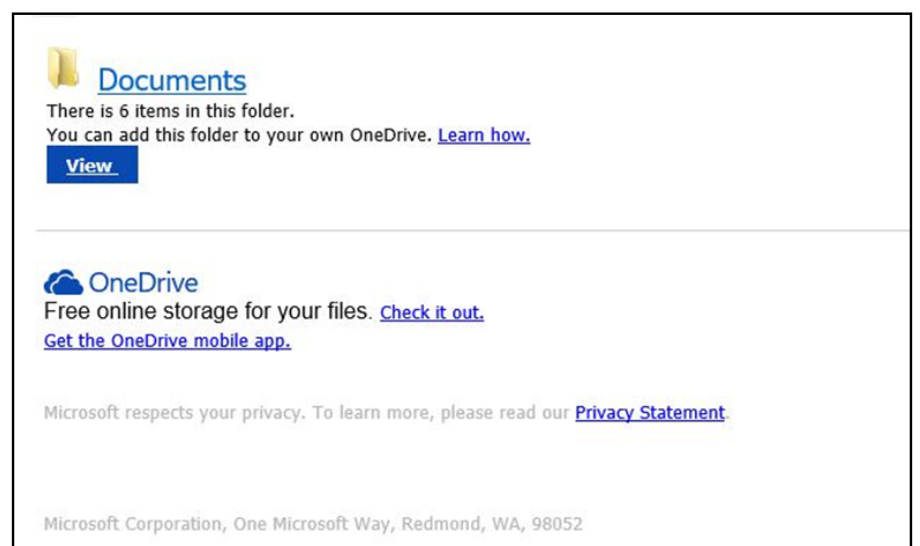 Documents
There is 6 items in this folder.
You can add this folder to your own OneDrive. Learn how.
View
OneDrive
Free online storage for your files. Check it out.
Get the OneDrive mobile app.
Microsoft respects your privacy. To learn more, please read our Privacy Statement.
Microsoft Corporation, One Microsoft Way, Redmond, WA, 98052